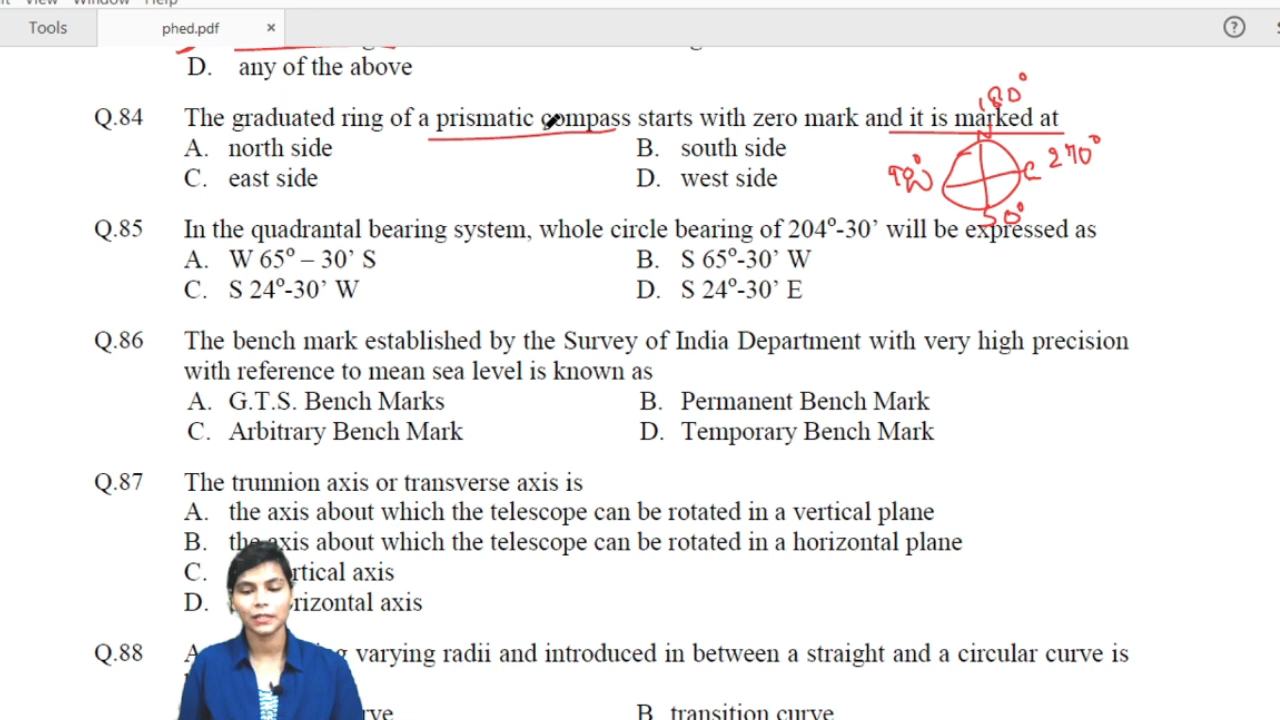 Window Help
Tools phed.pdf ×
D. any of the above
180°
Q.84 The graduated ring of a prismatic compass starts with zero mark and it is marked at
N
A. north side B. south side
270°
C. east side D. west side
90° W
S 0°
Q.85 In the quadrantal bearing system, whole circle bearing of 204°-30’ will be expressed as
A. W 65° – 30’ S B. S 65°-30’ W
C. S 24°-30’ W D. S 24°-30’ E
Q.86 The bench mark established by the Survey of India Department with very high precision
with reference to mean sea level is known as
A. G.T.S. Bench Marks B. Permanent Bench Mark
C. Arbitrary Bench Mark D. Temporary Bench Mark
Q.87 The trunnion axis or transverse axis is
A. the axis about which the telescope can be rotated in a vertical plane
B. the axis about which the telescope can be rotated in a horizontal plane
C. rtical axis
D. rizontal axis
Q.88 varying radii and introduced in between a straight and a circular curve is
B. transition curve